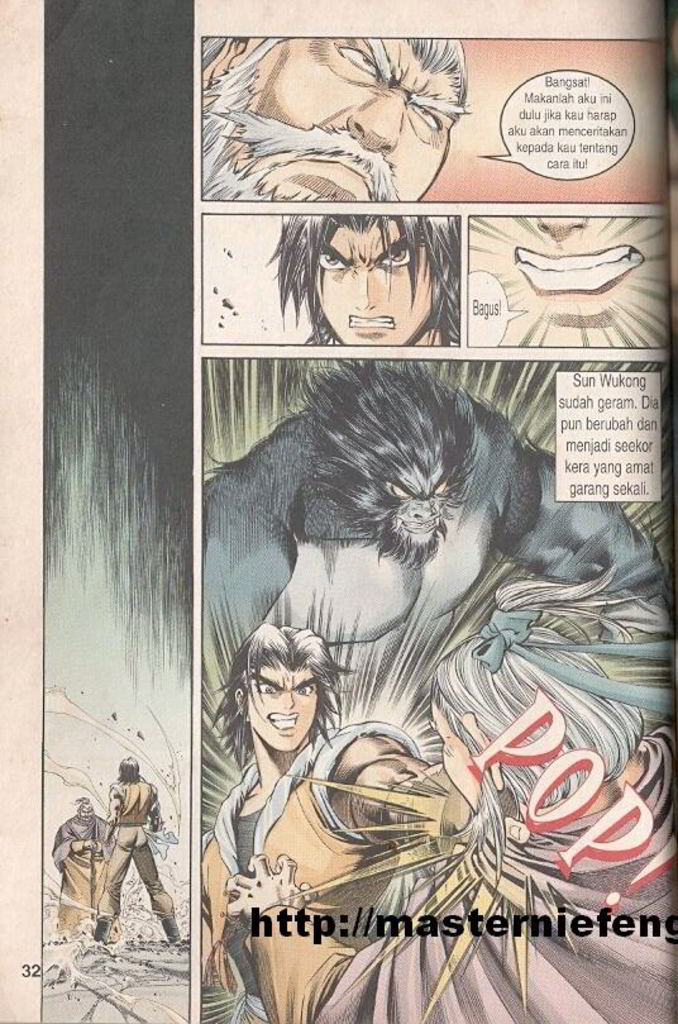 Bangsat!
Makanlah aku ini
dulu jika kau harap
aku akan menceritakan
kepada kau tentang
cara itu!
Bagus!
Sun Wukong
sudah geram. Dia
pun berubah dan
menjadi seekor
kera yang amat
garang sekali.
POP!
http://masterniefeng
32